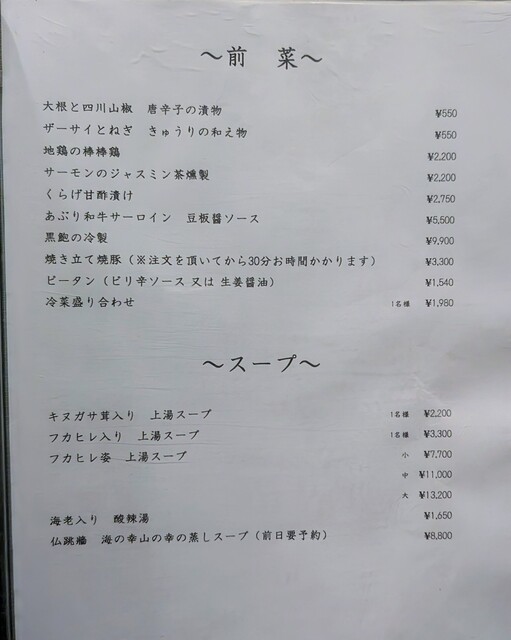 〜前　菜〜
大根と四川山椒　唐辛子の漬物　¥550
ザーサイとねぎ　きゅうりの和え物　¥550
地鶏の棒棒鶏　¥2,200
サーモンのジャスミン茶燻製　¥2,200
くらげ甘酢漬け　¥2,750
あぶり和牛サーロイン　豆板醤ソース　¥5,500
黒鮑の冷製　¥9,900
焼き立て焼豚（※注文を頂いてから30分お時間かかります）　¥3,300
ピータン（ピリ辛ソース 又は 生姜醤油）　¥1,540
冷菜盛り合わせ　1名様　¥1,980
〜スープ〜
キヌガサ茸入り　上湯スープ　1名様　¥2,200
フカヒレ入り　上湯スープ　1名様　¥3,300
フカヒレ姿　上湯スープ　小　¥7,700
中　¥11,000
大　¥13,200
海老入り　酸辣湯　¥1,650
仏跳牆　海の幸山の幸の蒸しスープ（前日要予約）　¥8,800